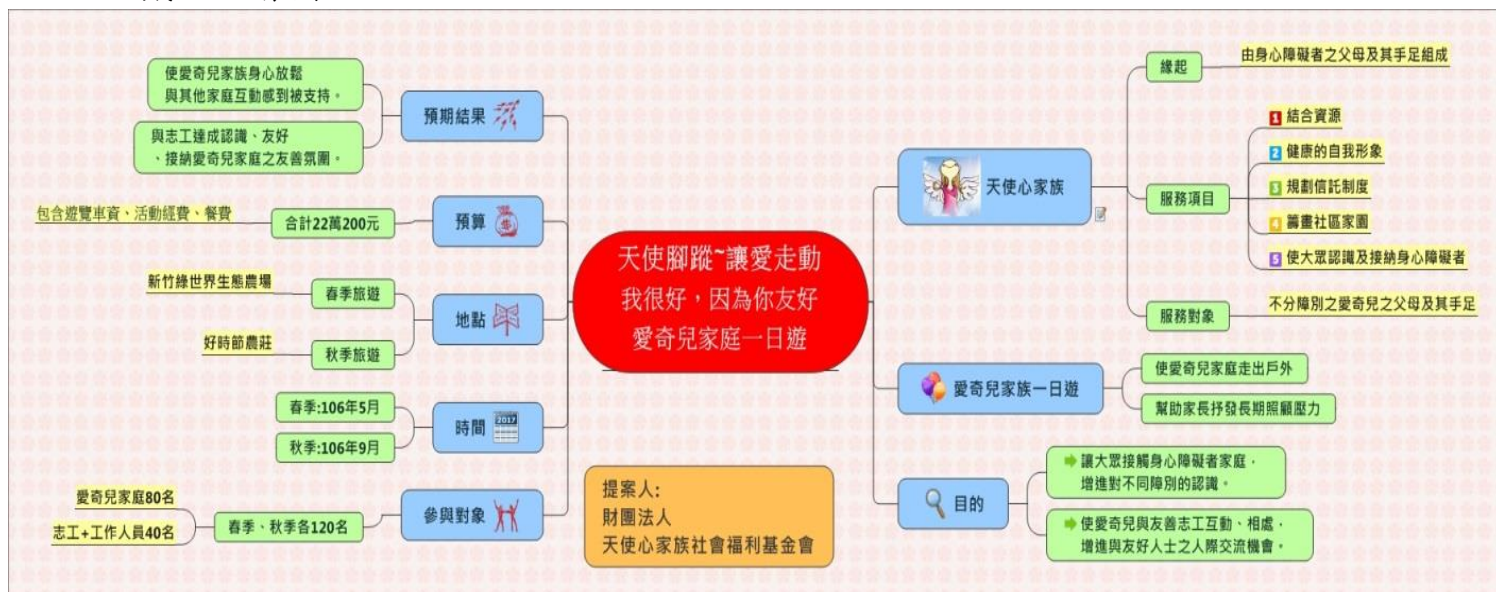 天使腳蹤~讓愛走動
我很好,因為你友好
愛奇兒家庭一日遊
天使心家族
緣起
由身心障礙者之父母及其手足組成
服務項目
1 結合資源
2 健康的自我形象
3 規劃信託制度
4 籌畫社區家園
5 使大眾認識及接納身心障礙者
服務對象
不分障別之愛奇兒之父母及其手足
愛奇兒家族一日遊
使愛奇兒家庭走出戶外
幫助家長抒發長期照顧壓力
目的
讓大眾接觸身心障礙者家庭,
增進對不同障別的認識。
使愛奇兒與友善志工互動、相處,
增進與友好人士之人際交流機會。
預期結果
使愛奇兒家族身心放鬆
與其他家庭互動感到被支持。
與志工達成認識、友好
、接納愛奇兒家庭之友善氛圍。
預算
合計22萬200元
包含遊覽車資、活動經費、餐費
地點
春季旅遊
新竹綠世界生態農場
秋季旅遊
好時節農莊
時間
2017
春季:106年5月
秋季:106年9月
參與對象
春季、秋季各120名
愛奇兒家庭80名
志工+工作人員40名
提案人:
財團法人
天使心家族社會福利基金會